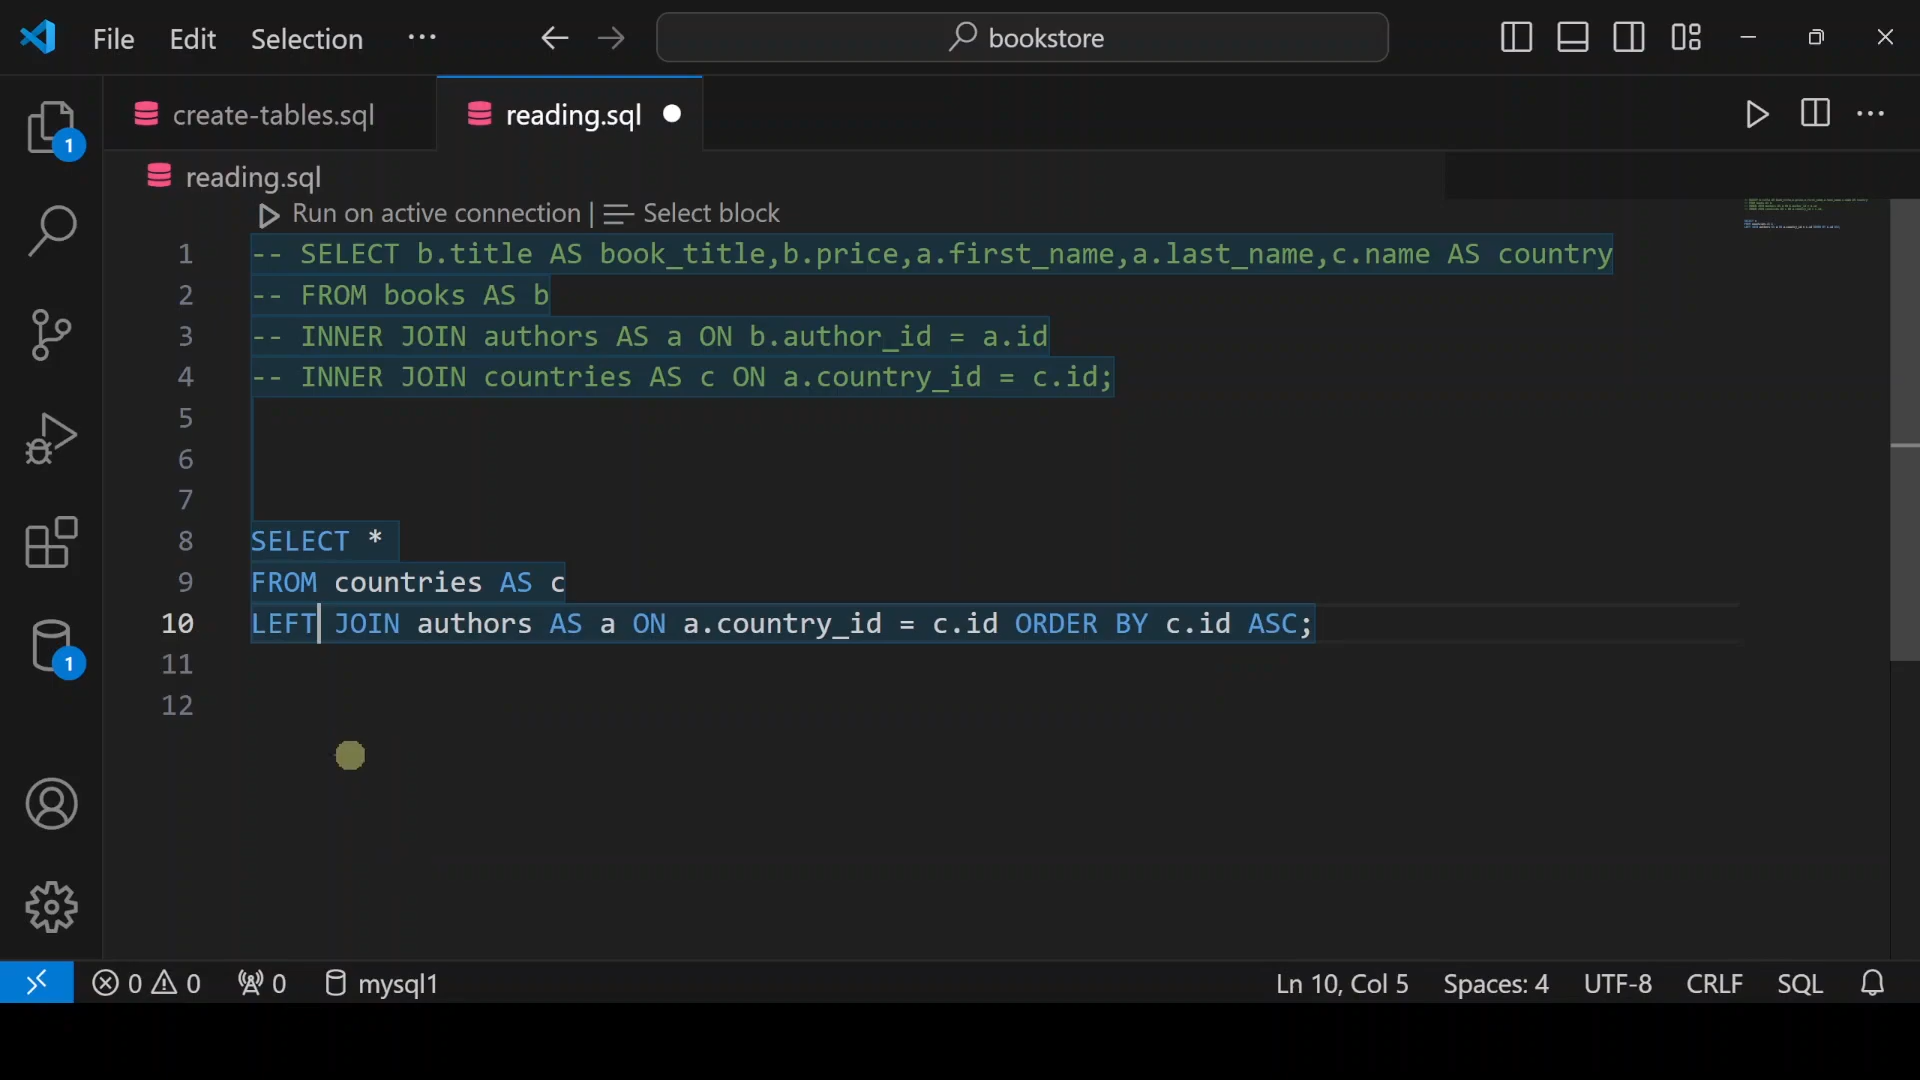 File Edit Selection ··· bookstore
create-tables.sql reading.sql
1
reading.sql
Run on active connection | Select block
1 -- SELECT b.title AS book_title,b.price,a.first_name,a.last_name,c.name AS country
2 -- FROM books AS b
3 -- INNER JOIN authors AS a ON b.author_id = a.id
4 -- INNER JOIN countries AS c ON a.country_id = c.id;
5
6
7
8 SELECT *
9 FROM countries AS c
10 LEFT JOIN authors AS a ON a.country_id = c.id ORDER BY c.id ASC;
1
11
12
0 0 0 mysql1 Ln 10, Col 5 Spaces: 4 UTF-8 CRLF SQL